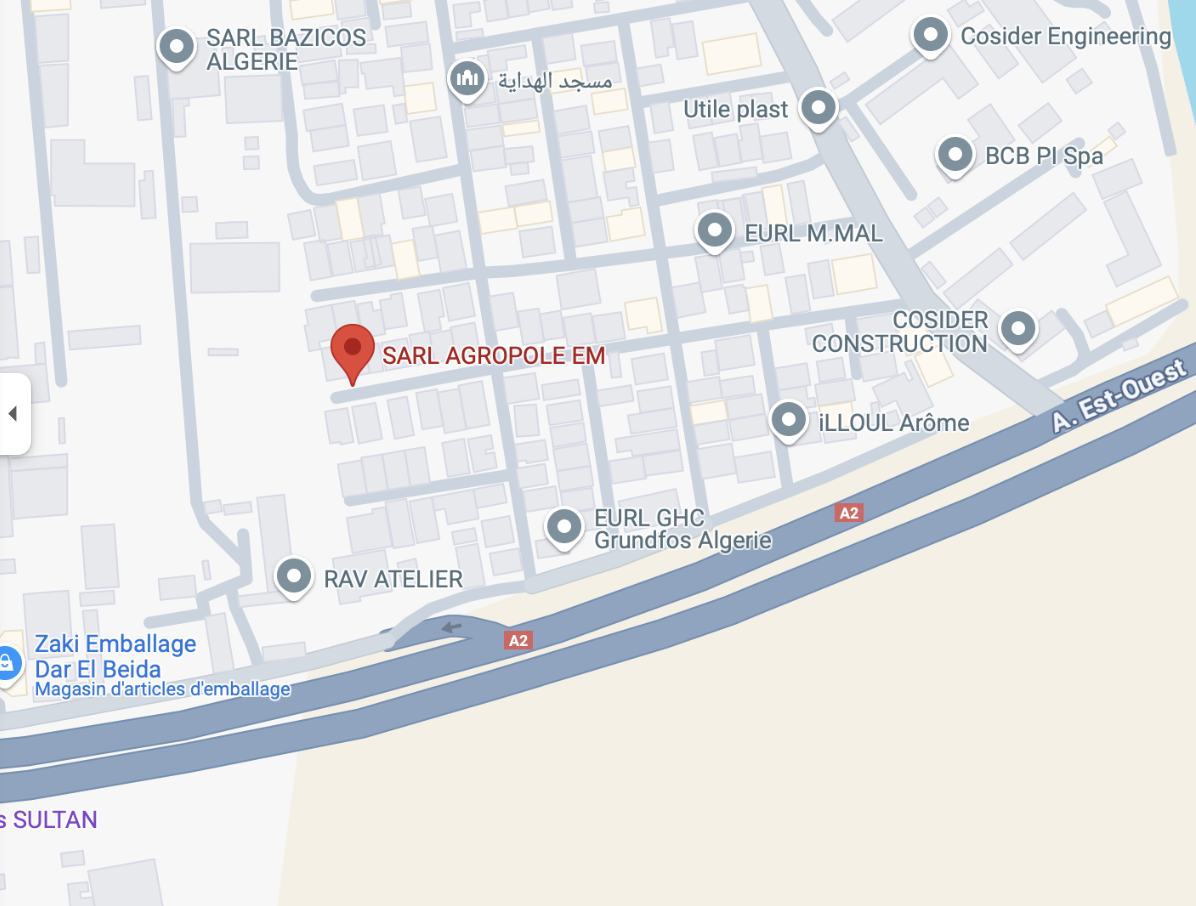 SARL BAZICOS
ALGERIE
Cosider Engineering
مسجد الهداية
Utile plast
BCB PI Spa
EURL M.MAL
COSIDER
CONSTRUCTION
SARL AGROPOLE EM
A. Est-Ouest
iLLOUL Arôme
A2
EURL GHC
Grundfos Algerie
RAV ATELIER
A2
Zaki Emballage
Dar El Beida
Magasin d'articles d'emballage
s SULTAN